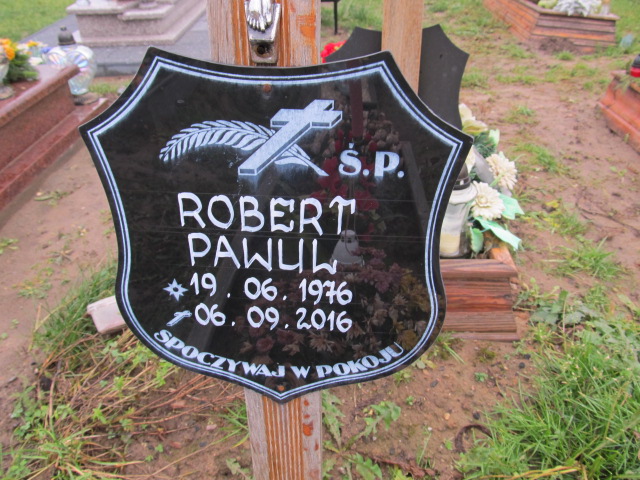 Ś.P.
ROBERT
PAWUL
19.06.1976
06.09.2016
SPOCZYWAJ W POKOJU